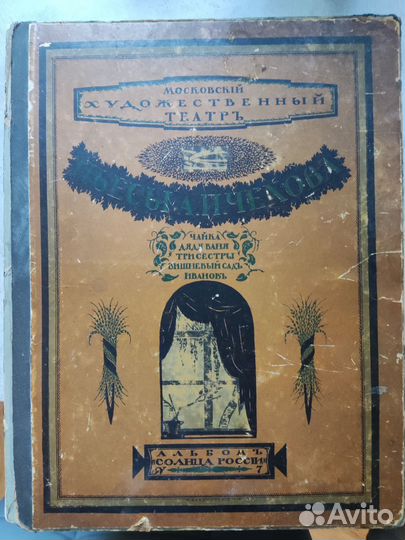 МОСКОВСКІЙ
ХУДОЖЕСТВЕННЫЙ
ТЕАТРЪ
ПЬЕСЫ А П ЧЕХОВА
ЧАЙКА
ДЯДЯ ВАНЯ
ТРИ СЕСТРЫ
ВИШНЕВЫЙ САДЪ
ИВАНОВЪ
АЛЬБОМЪ
"СОЛНЦА РОССІИ"
№ 7
Avito